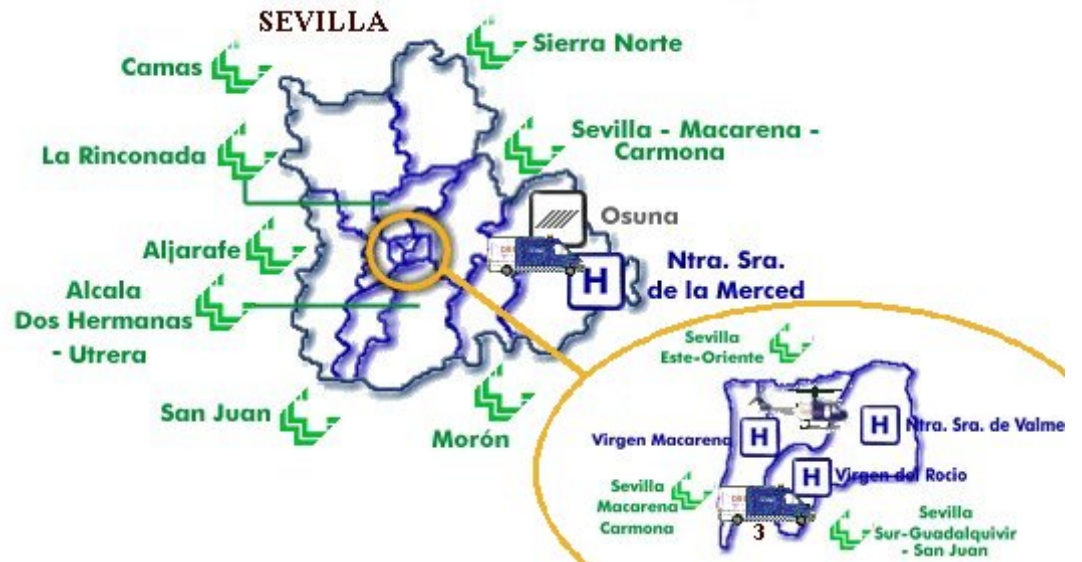 SEVILLA
Sierra Norte
Camas
La Rinconada
Sevilla - Macarena -
Carmona
Osuna
Aljarafe
Ntra. Sra.
de la Merced
H
Alcala
Dos Hermanas
- Utrera
San Juan
Morón
Sevilla
Este-Oriente
Virgen Macarena
H
H
Ntra. Sra. de Valme
H
Virgen del Rocio
Sevilla
Macarena
Carmona
3
Sevilla
Sur-Guadalquivir
- San Juan